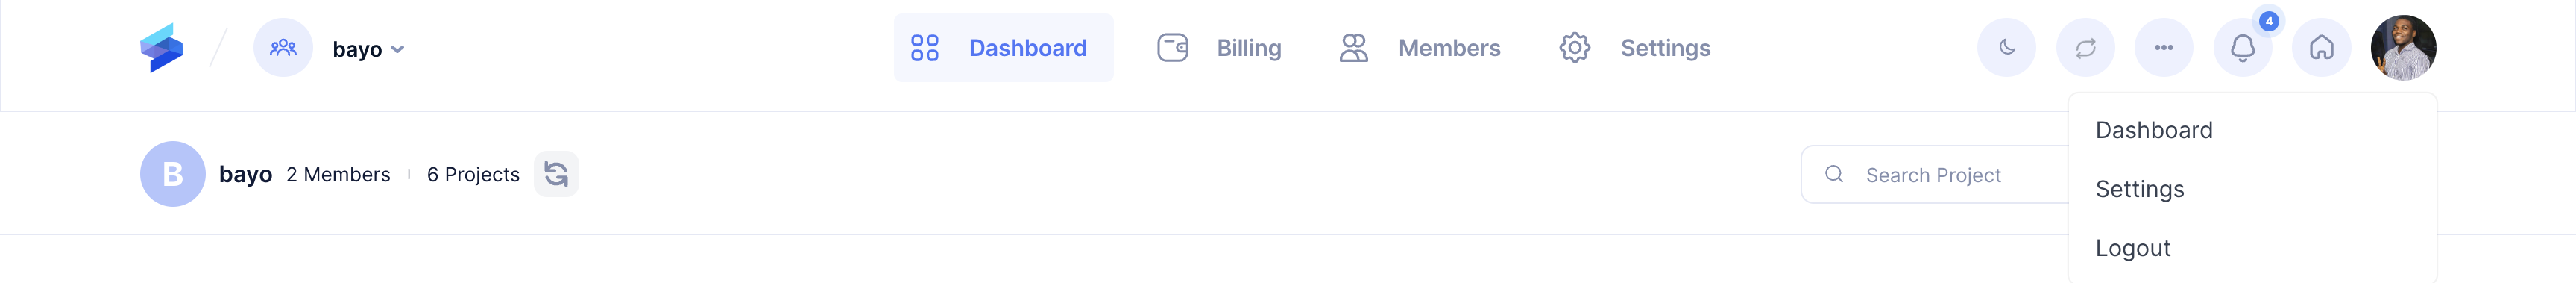 bayo
Dashboard
Billing
Members
Settings
4
B
bayo 2 Members 6 Projects
Search Project
Dashboard
Settings
Logout